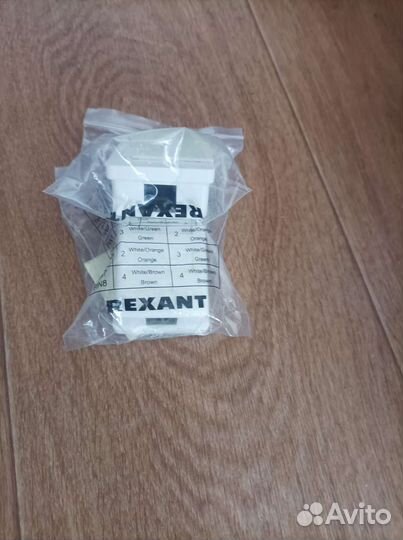 REXANT
3 White/Green Green 2 White/Orange Orange
2 White/Orange Orange 3 White/Green Green
4 White/Brown Brown 4 White/Brown Brown
REXANT
Avito